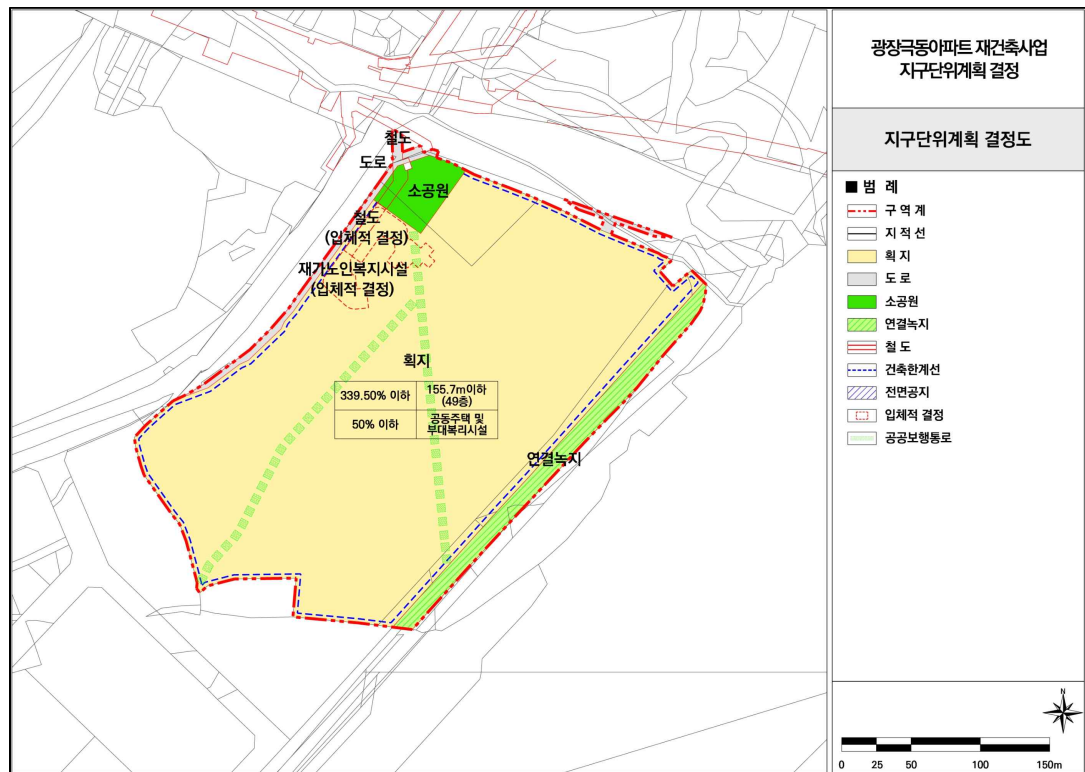 광장극동아파트 재건축사업
지구단위계획 결정
지구단위계획 결정도
범 례
구 역 계
지 적 선
획 지
도 로
소공원
연결녹지
철 도
건축한계선
전면공지
입체적 결정
공공보행통로
철도
도로
소공원
철도
(입체적 결정)
재가노인복지시설
(입체적 결정)
획지
339.50% 이하
155.7m이하
(49층)
50% 이하
공동주택 및
부대복리시설
연결녹지
N
0 25 50 100 150m